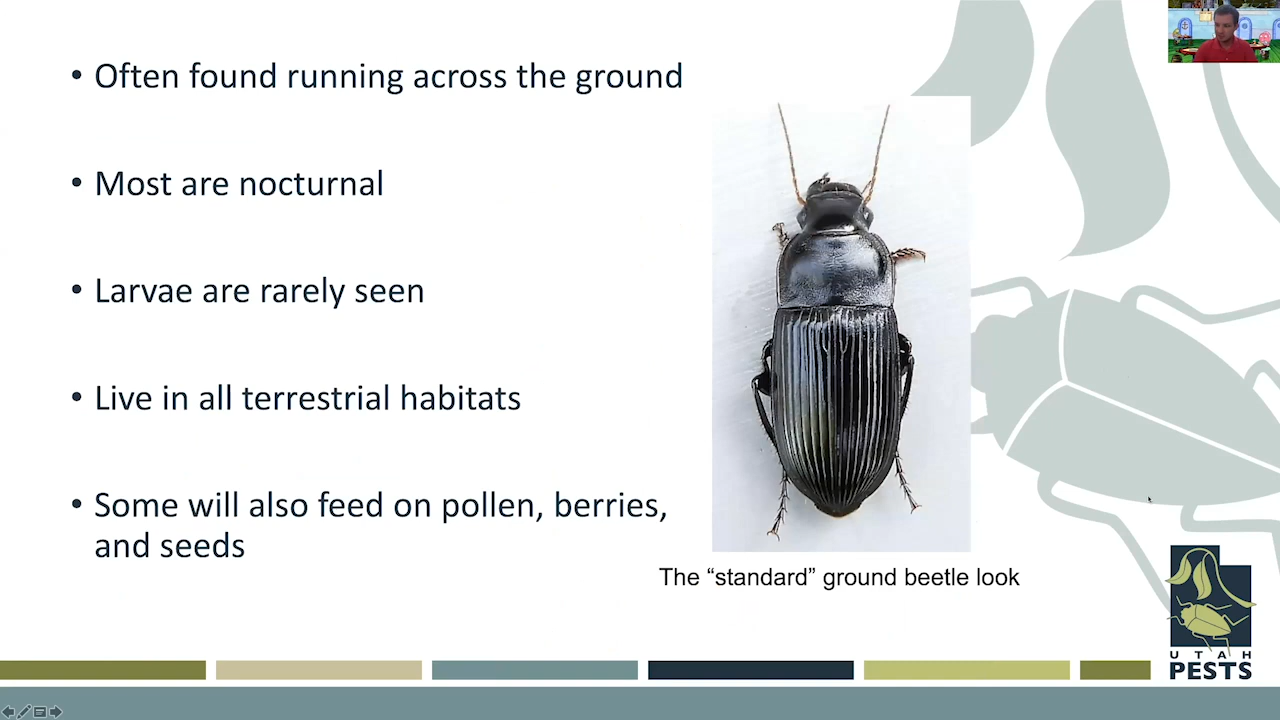 • Often found running across the ground
• Most are nocturnal
• Larvae are rarely seen
• Live in all terrestrial habitats
• Some will also feed on pollen, berries,
and seeds
The “standard” ground beetle look
UTAH
PESTS